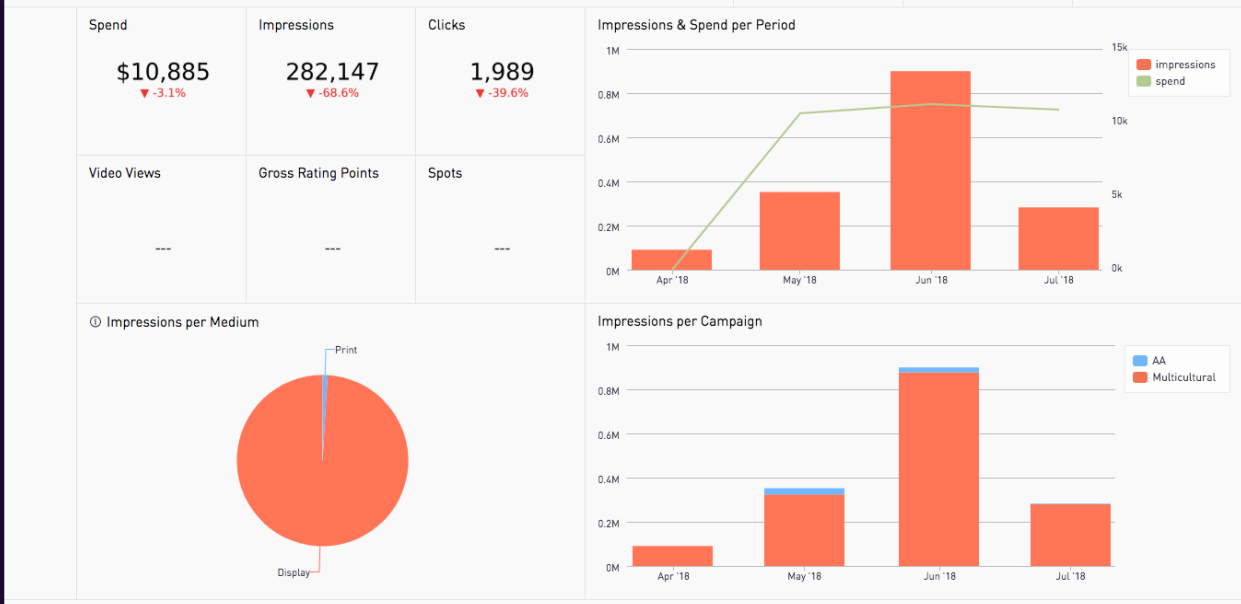 Spend
$10,885
▼ -3.1%
Impressions
282,147
▼ -68.6%
Clicks
1,989
▼ -39.6%
Video Views
---
Gross Rating Points
---
Spots
---
Impressions & Spend per Period
1M
0.8M
0.6M
0.4M
0.2M
0M
15k
10k
5k
0k
Apr '18
May '18
Jun '18
Jul '18
impressions
spend
Impressions per Medium
Print
Display
Impressions per Campaign
1M
0.8M
0.6M
0.4M
0.2M
0M
Apr '18
May '18
Jun '18
Jul '18
AA
Multicultural